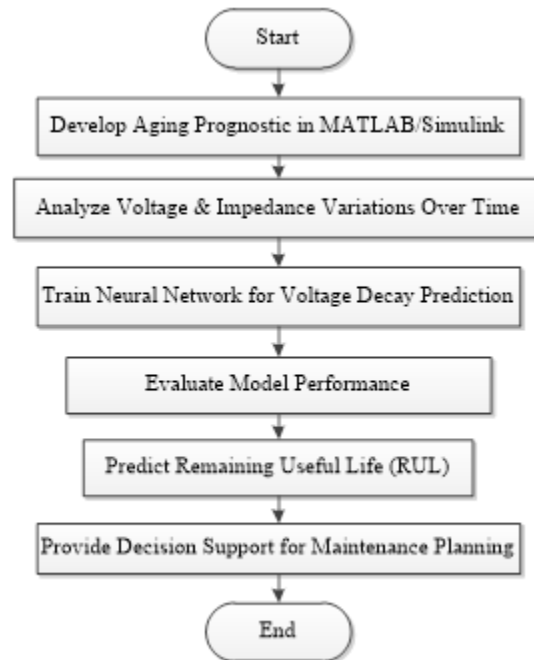 Start
Develop Aging Prognostic in MATLAB/Simulink
Analyze Voltage & Impedance Variations Over Time
Train Neural Network for Voltage Decay Prediction
Evaluate Model Performance
Predict Remaining Useful Life (RUL)
Provide Decision Support for Maintenance Planning
End